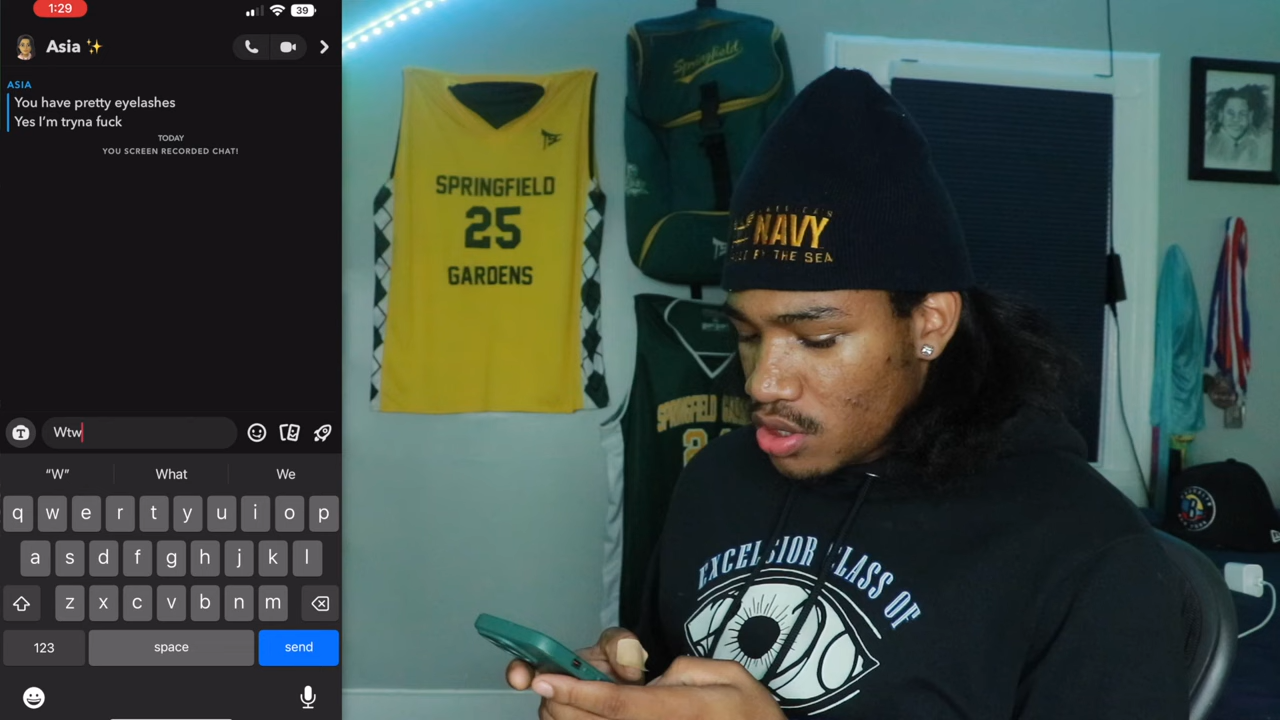 1:29
39
Asia ✨
ASIA
You have pretty eyelashes
Yes I’m tryna fuck
TODAY
YOU SCREEN RECORDED CHAT!
Wtw
“W”
What
We
q w e r t y u i o p
a s d f g h j k l
z x c v b n m
123
space
send
Springfield
SPRINGFIELD
25
GARDENS
NAVY
BY THE SEA
SPRINGFIELD
EXCELSIOR CLASS OF